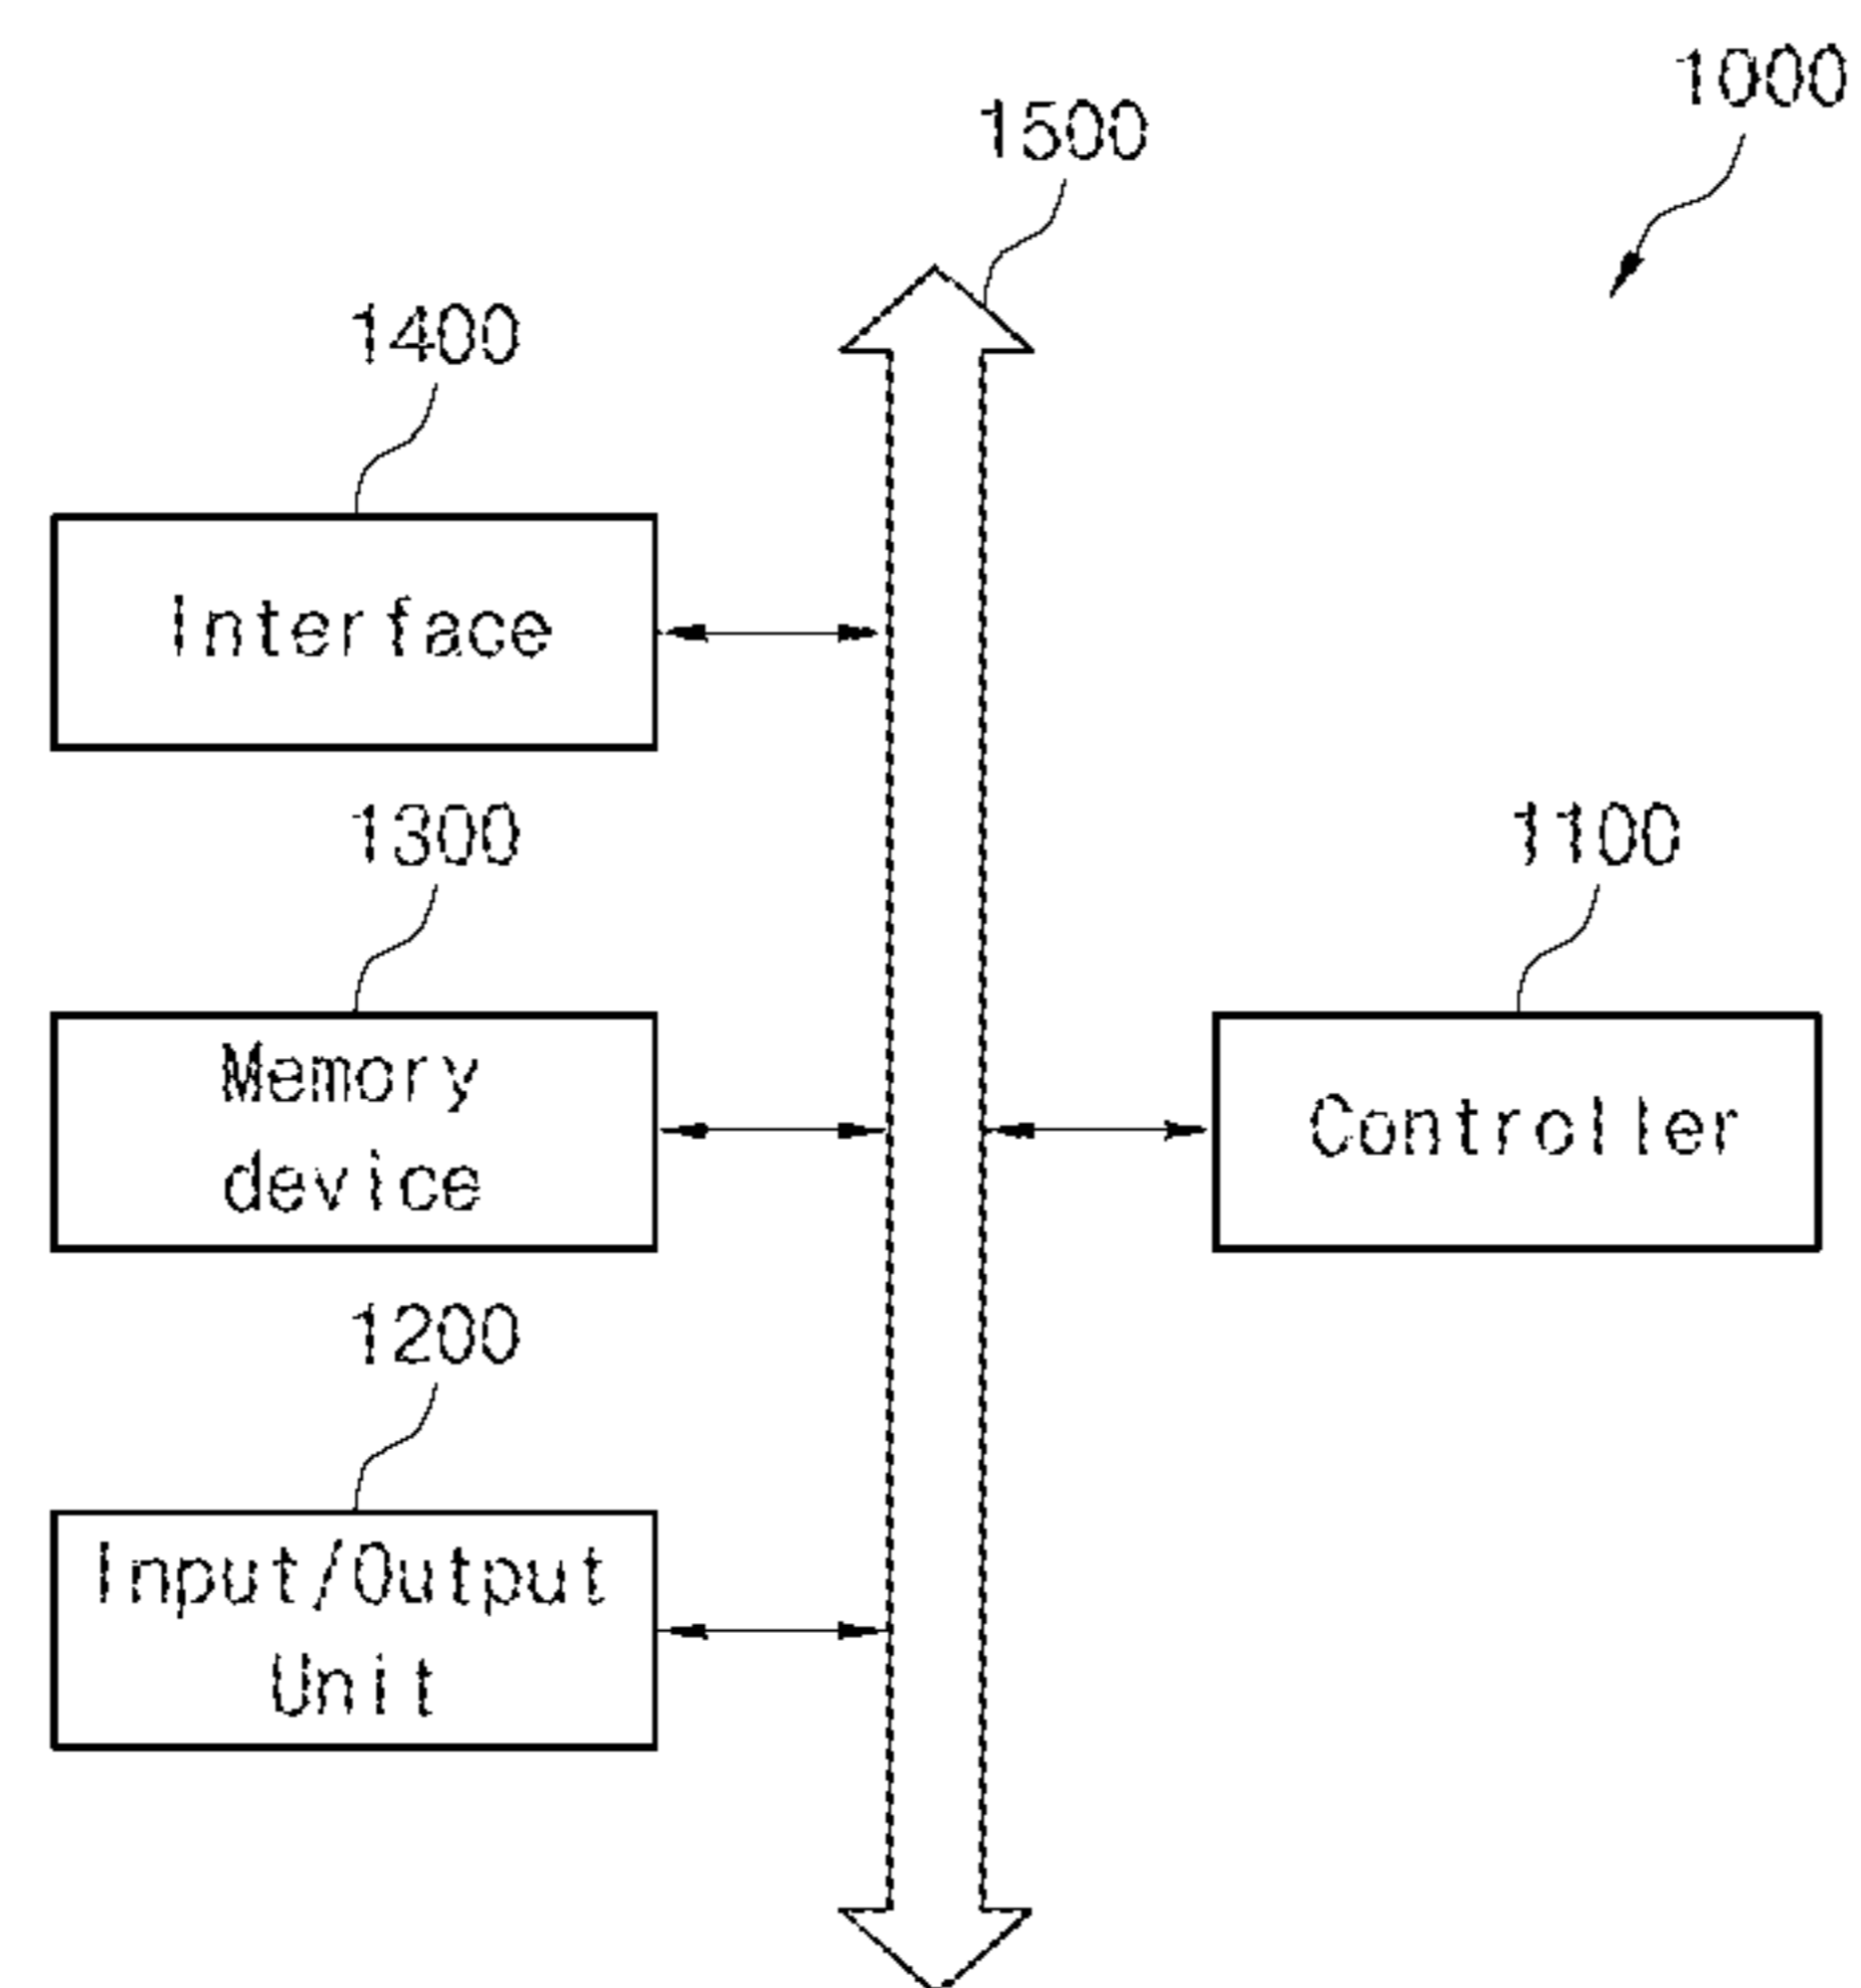 1000
1500
1400
Interface
1300
1100
Memory
device
Controller
1200
Input/Output
Unit